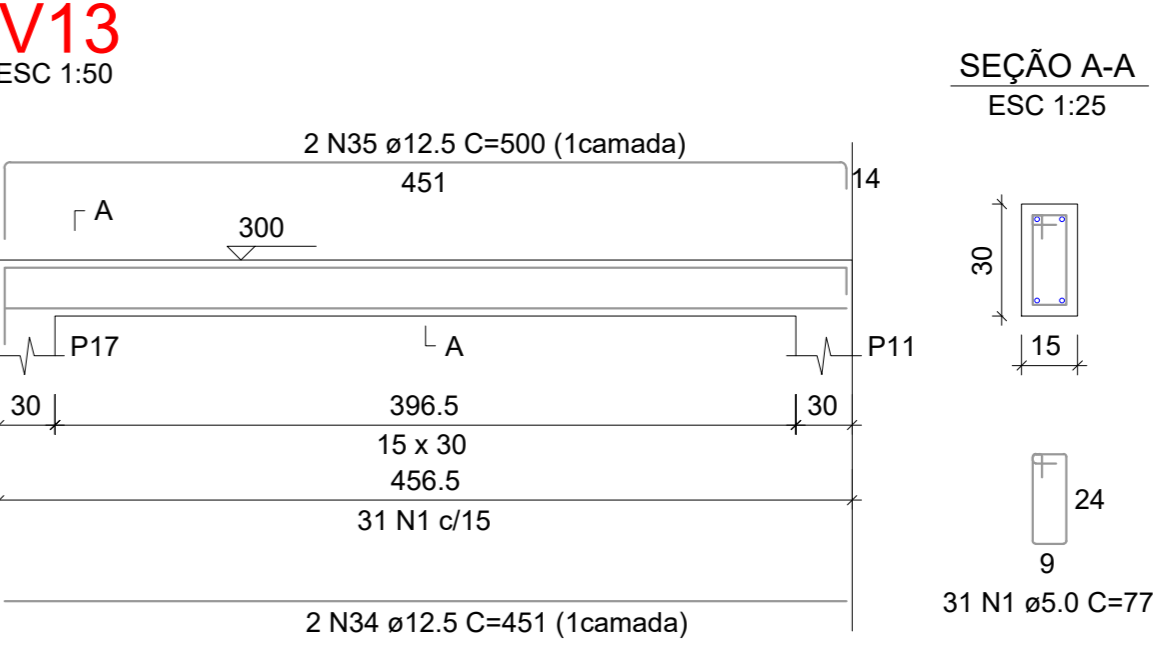 V13
ESC 1:50
SEÇÃO A-A
ESC 1:25
2 N35 ø12.5 C=500 (1camada)
451
14
A
300
30
15
P17
A
P11
30
396.5
30
15 x 30
456.5
31 N1 c/15
24
9
31 N1 ø5.0 C=77
2 N34 ø12.5 C=451 (1camada)